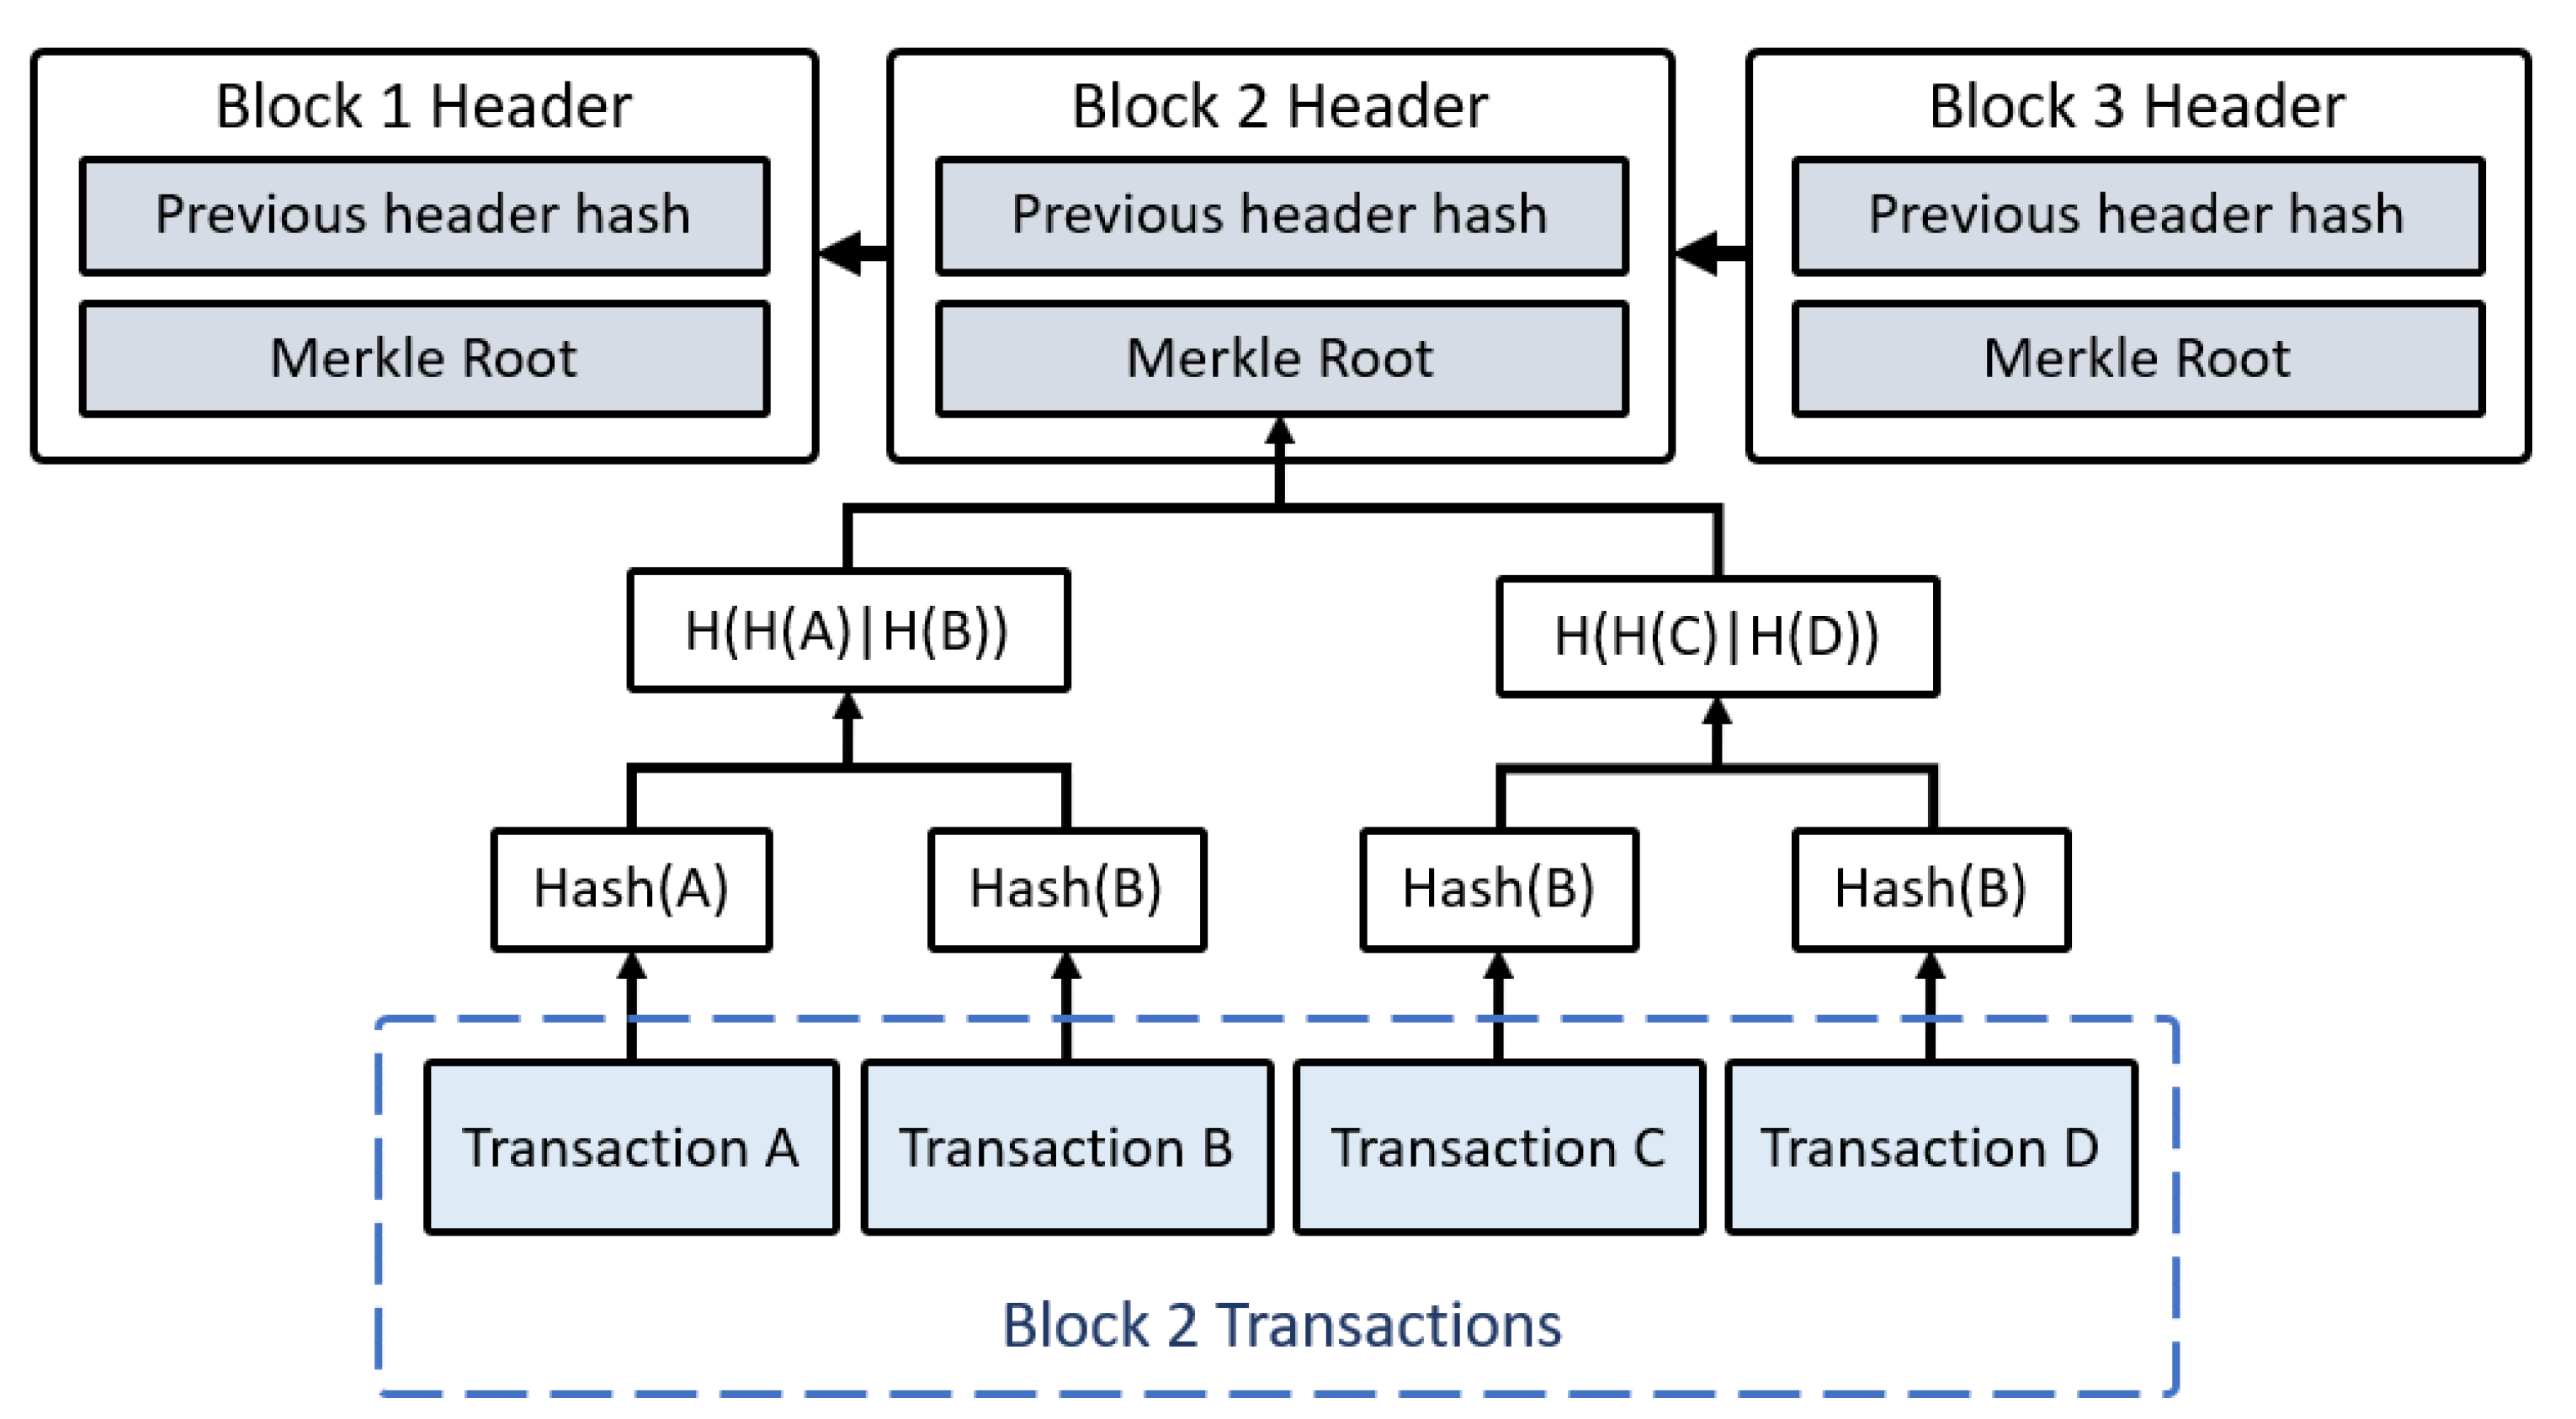 Block 1 Header
Previous header hash
Merkle Root
Block 2 Header
Previous header hash
Merkle Root
Block 3 Header
Previous header hash
Merkle Root
H(H(A)|H(B))
H(H(C)|H(D))
Hash(A)
Hash(B)
Hash(B)
Hash(B)
Transaction A
Transaction B
Transaction C
Transaction D
Block 2 Transactions